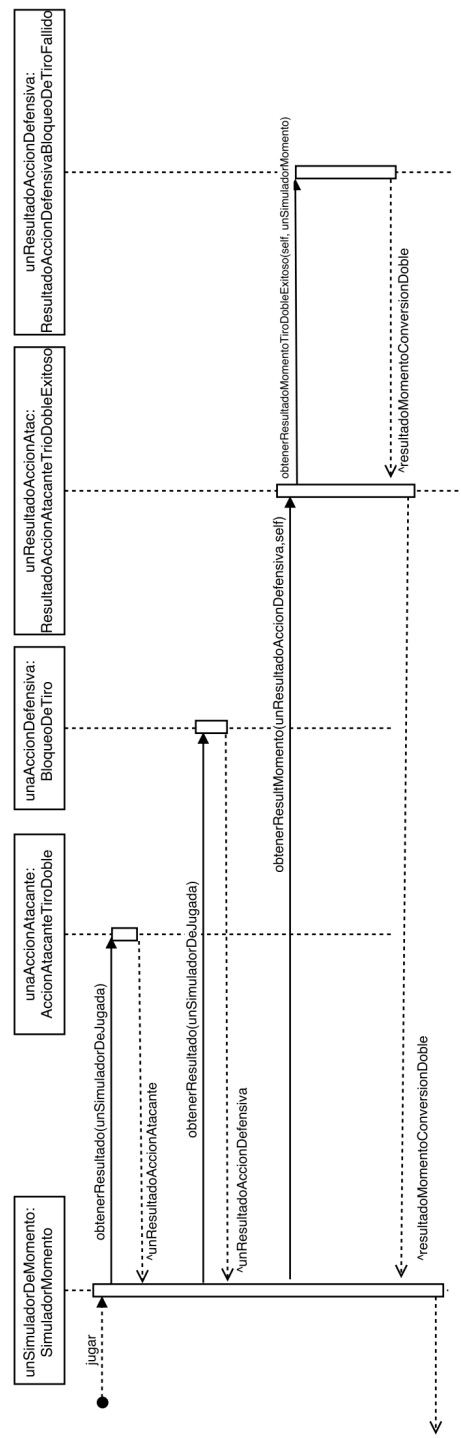 unSimuladorDeMomento:
SimuladorMomento
unaAccionAtacante:
AccionAtacanteTiroDoble
unaAccionDefensiva:
BloqueoDeTiro
unResultadoAccionAtac:
ResultadoAccionAtacanteTrioDobleExitoso
unResultadoAccionDefensiva:
ResultadoAccionDefensivaBloqueoDeTiroFallido
jugar
obtenerResultado(unSimuladorDeJugada)
^unResultadoAccionAtacante
obtenerResultado(unSimuladorDeJugada)
^unResultadoAccionDefensiva
obtenerResultMomento(unResultadoAccionDefensiva,self)
obtenerResultadoMomentoTiroDobleExitoso(self, unSimuladorMomento)
^resultadoMomentoConversionDoble
^resultadoMomentoConversionDoble